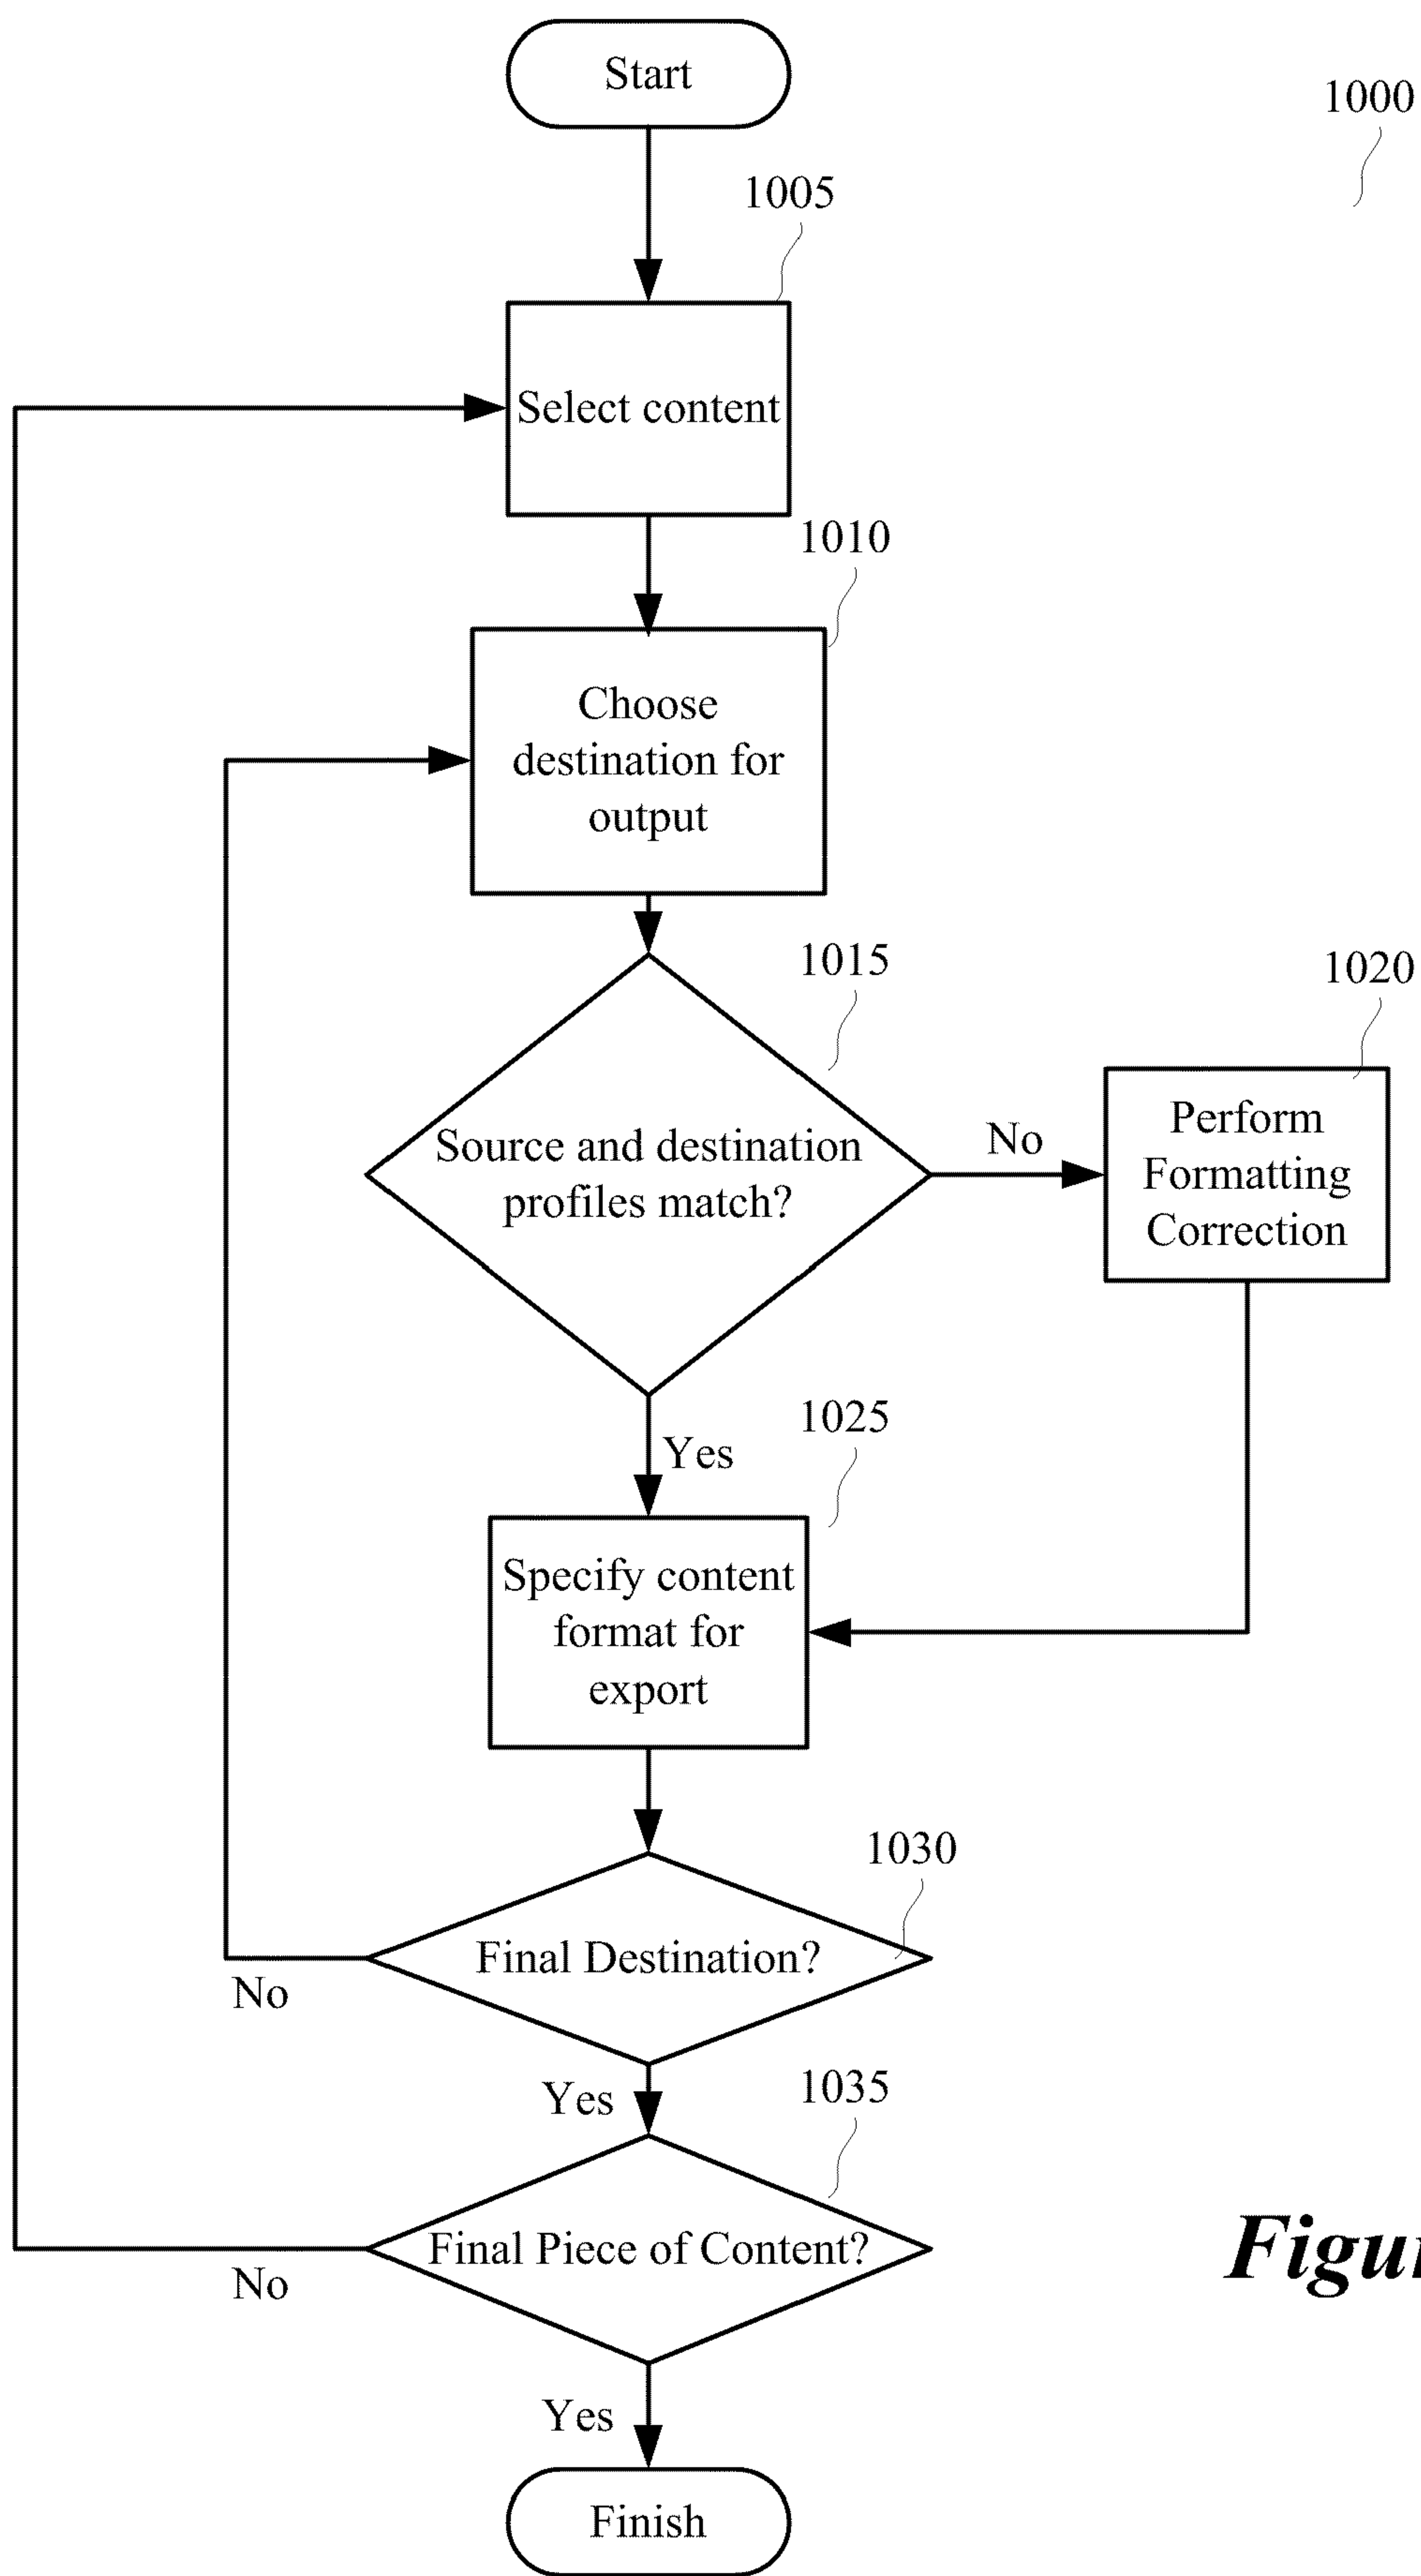 Start
1000
1005
Select content
1010
Choose
destination for
output
1015
Source and destination
profiles match?
No
1020
Perform
Formatting
Correction
Yes
1025
Specify content
format for
export
1030
Final Destination?
No
Yes
1035
Final Piece of Content?
No
Yes
Finish